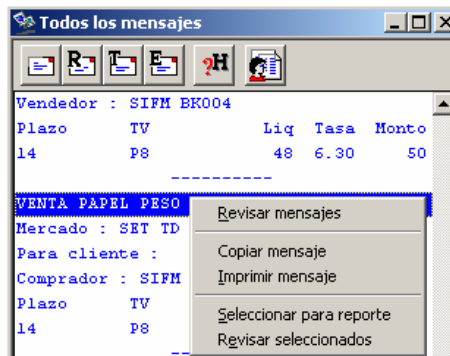 Todos los mensajes
R T E ?H
Vendedor : SIFM BK004
Plazo TV Liq Tasa Monto
14 P8 48 6.30 50
----------
VENTA PAPEL PESO
Mercado : SET TD
Para cliente :
Comprador : SIFM
Plazo TV
14 P8
--
Revisar mensajes
Copiar mensaje
Imprimir mensaje
Seleccionar para reporte
Revisar seleccionados